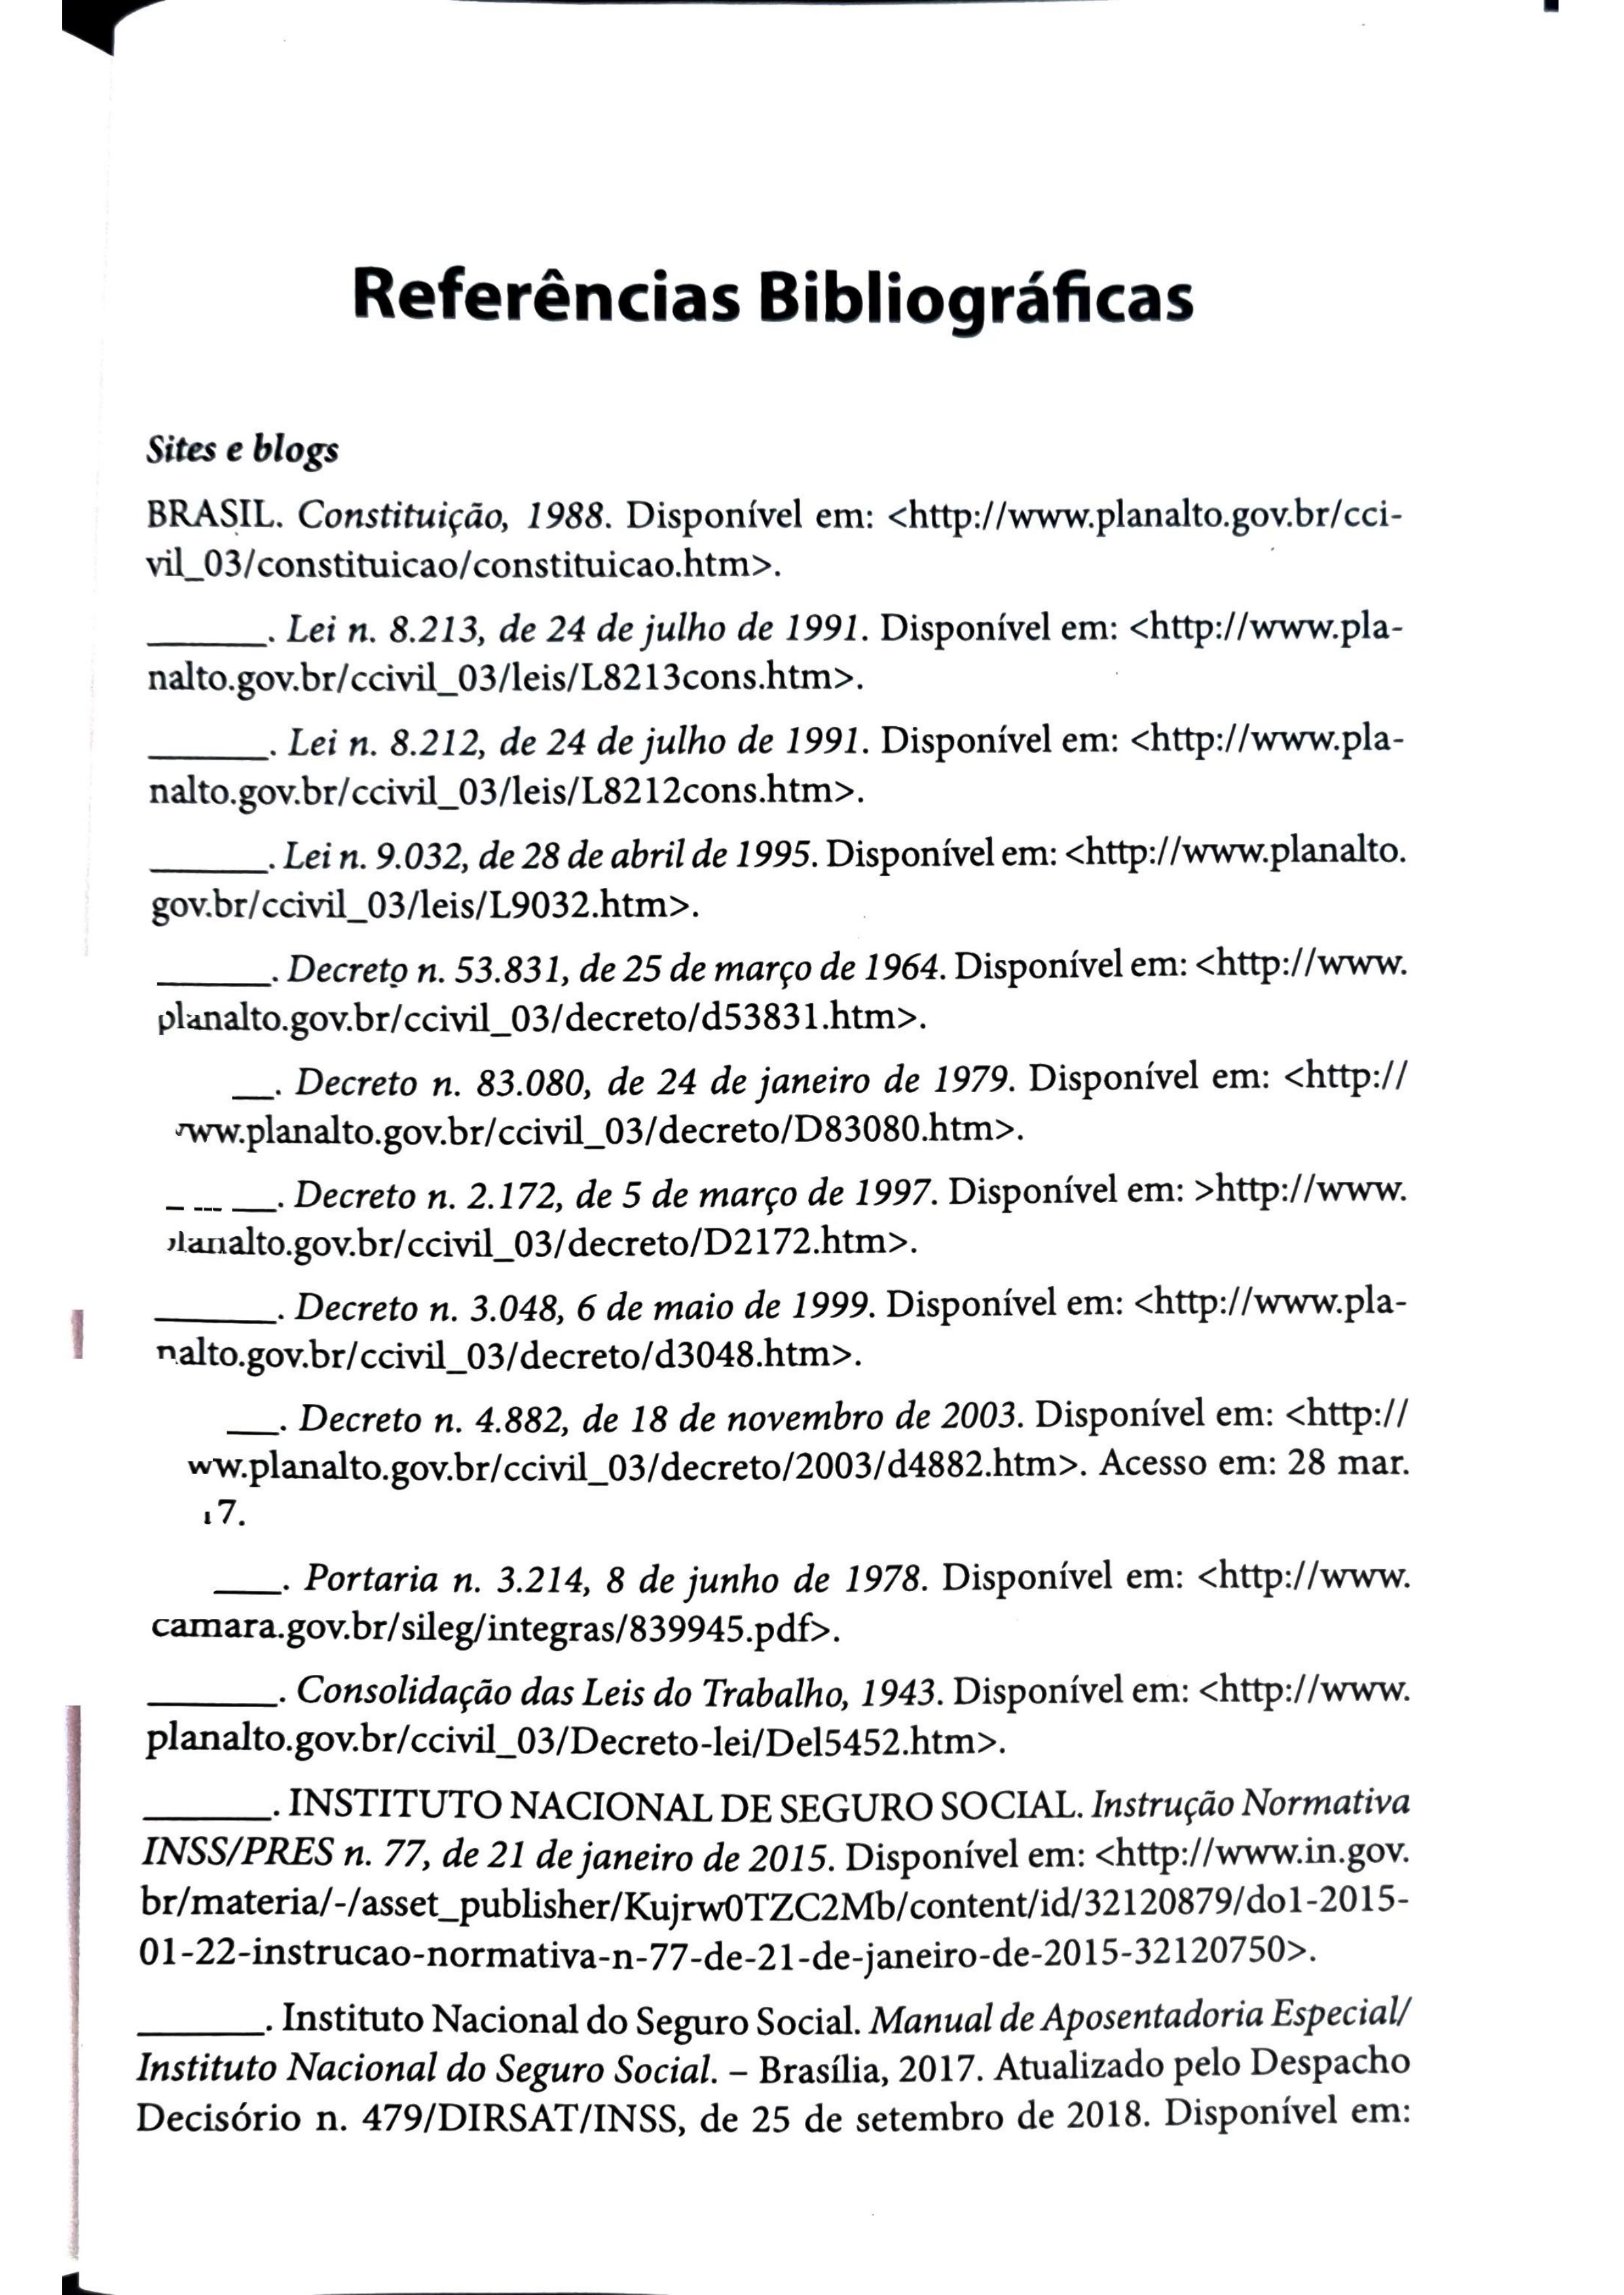 Referências Bibliográficas
Sites e blogs
BRASIL. Constituição, 1988. Disponível em: <http://www.planalto.gov.br/cci-
vil_03/constituicao/constituicao.htm>.
______. Lei n. 8.213, de 24 de julho de 1991. Disponível em: <http://www.pla-
nalto.gov.br/ccivil_03/leis/L8213cons.htm>.
______. Lei n. 8.212, de 24 de julho de 1991. Disponível em: <http://www.pla-
nalto.gov.br/ccivil_03/leis/L8212cons.htm>.
______. Lei n. 9.032, de 28 de abril de 1995. Disponível em: <http://www.planalto.
gov.br/ccivil_03/leis/L9032.htm>.
______. Decreto n. 53.831, de 25 de março de 1964. Disponível em: <http://www.
planalto.gov.br/ccivil_03/decreto/d53831.htm>.
__. Decreto n. 83.080, de 24 de janeiro de 1979. Disponível em: <http://
www.planalto.gov.br/ccivil_03/decreto/D83080.htm>.
______. Decreto n. 2.172, de 5 de março de 1997. Disponível em: >http://www.
planalto.gov.br/ccivil_03/decreto/D2172.htm>.
______. Decreto n. 3.048, 6 de maio de 1999. Disponível em: <http://www.pla-
nalto.gov.br/ccivil_03/decreto/d3048.htm>.
___. Decreto n. 4.882, de 18 de novembro de 2003. Disponível em: <http://
ww.planalto.gov.br/ccivil_03/decreto/2003/d4882.htm>. Acesso em: 28 mar.
17.
____. Portaria n. 3.214, 8 de junho de 1978. Disponível em: <http://www.
camara.gov.br/sileg/integras/839945.pdf>.
______. Consolidação das Leis do Trabalho, 1943. Disponível em: <http://www.
planalto.gov.br/ccivil_03/Decreto-lei/Del5452.htm>.
______. INSTITUTO NACIONAL DE SEGURO SOCIAL. Instrução Normativa
INSS/PRES n. 77, de 21 de janeiro de 2015. Disponível em: <http://www.in.gov.
br/materia/-/asset_publisher/Kujrw0TZC2Mb/content/id/32120879/do1-2015-
01-22-instrucao-normativa-n-77-de-21-de-janeiro-de-2015-32120750>.
______. Instituto Nacional do Seguro Social. Manual de Aposentadoria Especial/
Instituto Nacional do Seguro Social. – Brasília, 2017. Atualizado pelo Despacho
Decisório n. 479/DIRSAT/INSS, de 25 de setembro de 2018. Disponível em: